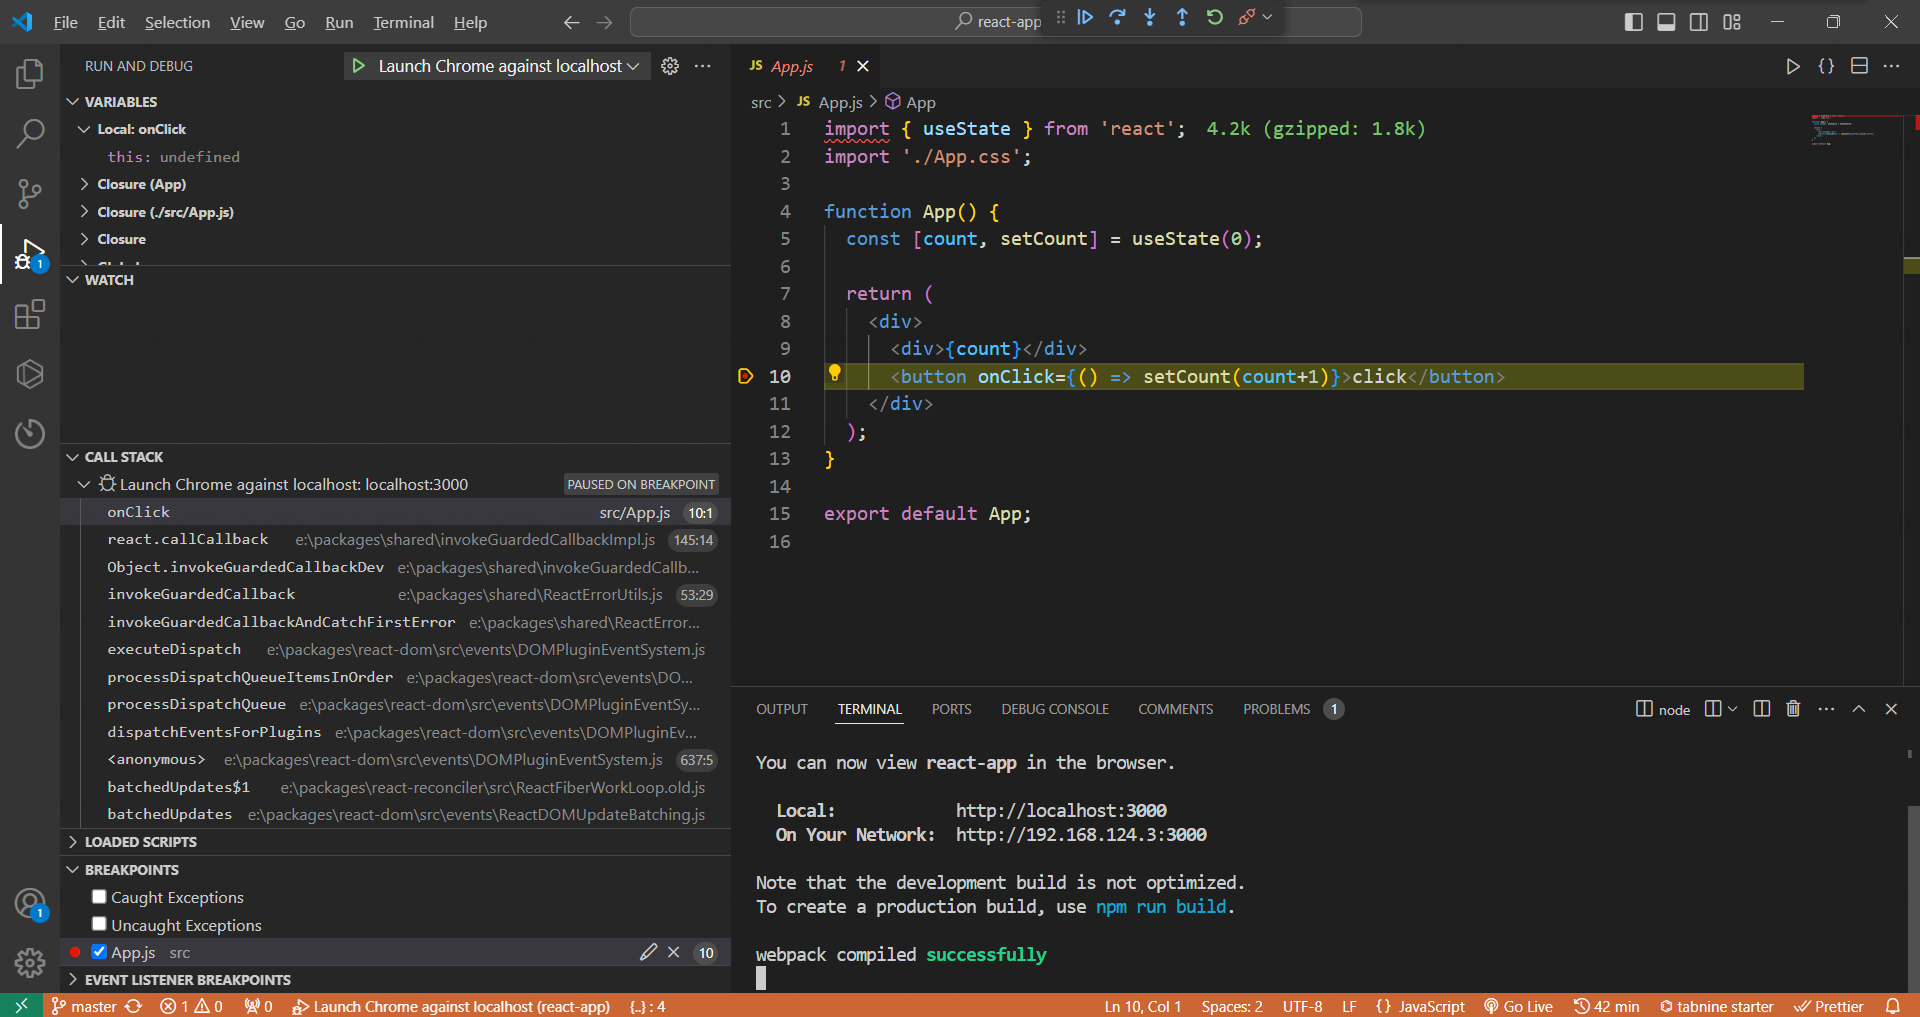 File Edit Selection View Go Run Terminal Help
react-app
RUN AND DEBUG
Launch Chrome against localhost
VARIABLES
Local: onClick
this: undefined
Closure (App)
Closure (./src/App.js)
Closure
WATCH
CALL STACK
Launch Chrome against localhost: localhost:3000 PAUSED ON BREAKPOINT
onClick src/App.js 10:1
react.callCallback e:\packages\shared\invokeGuardedCallbackImpl.js 145:14
Object.invokeGuardedCallbackDev e:\packages\shared\invokeGuardedCallb...
invokeGuardedCallback e:\packages\shared\ReactErrorUtils.js 53:29
invokeGuardedCallbackAndCatchFirstError e:\packages\shared\ReactError...
executeDispatch e:\packages\react-dom\src\events\DOMPluginEventSystem.js
processDispatchQueueItemsInOrder e:\packages\react-dom\src\events\DO...
processDispatchQueue e:\packages\react-dom\src\events\DOMPluginEventSy...
dispatchEventsForPlugins e:\packages\react-dom\src\events\DOMPluginEv...
<anonymous> e:\packages\react-dom\src\events\DOMPluginEventSystem.js 637:5
batchedUpdates$1 e:\packages\react-reconciler\src\ReactFiberWorkLoop.old.js
batchedUpdates e:\packages\react-dom\src\events\ReactDOMUpdateBatching.js
LOADED SCRIPTS
BREAKPOINTS
Caught Exceptions
Uncaught Exceptions
App.js src 10
EVENT LISTENER BREAKPOINTS
JS App.js 1
src > JS App.js > App
1 import { useState } from 'react'; 4.2k (gzipped: 1.8k)
2 import './App.css';
3
4 function App() {
5 const [count, setCount] = useState(0);
6
7 return (
8 <div>
9 <div>{count}</div>
10 <button onClick={() => setCount(count+1)}>click</button>
11 </div>
12 );
13 }
14
15 export default App;
16
OUTPUT TERMINAL PORTS DEBUG CONSOLE COMMENTS PROBLEMS 1 node
You can now view react-app in the browser.
Local: http://localhost:3000
On Your Network: http://192.168.124.3:3000
Note that the development build is not optimized.
To create a production build, use npm run build.
webpack compiled successfully
1
1
master 1 0 0 Launch Chrome against localhost (react-app) {..} : 4 Ln 10, Col 1 Spaces: 2 UTF-8 LF {} JavaScript Go Live 42 min tabnine starter Prettier